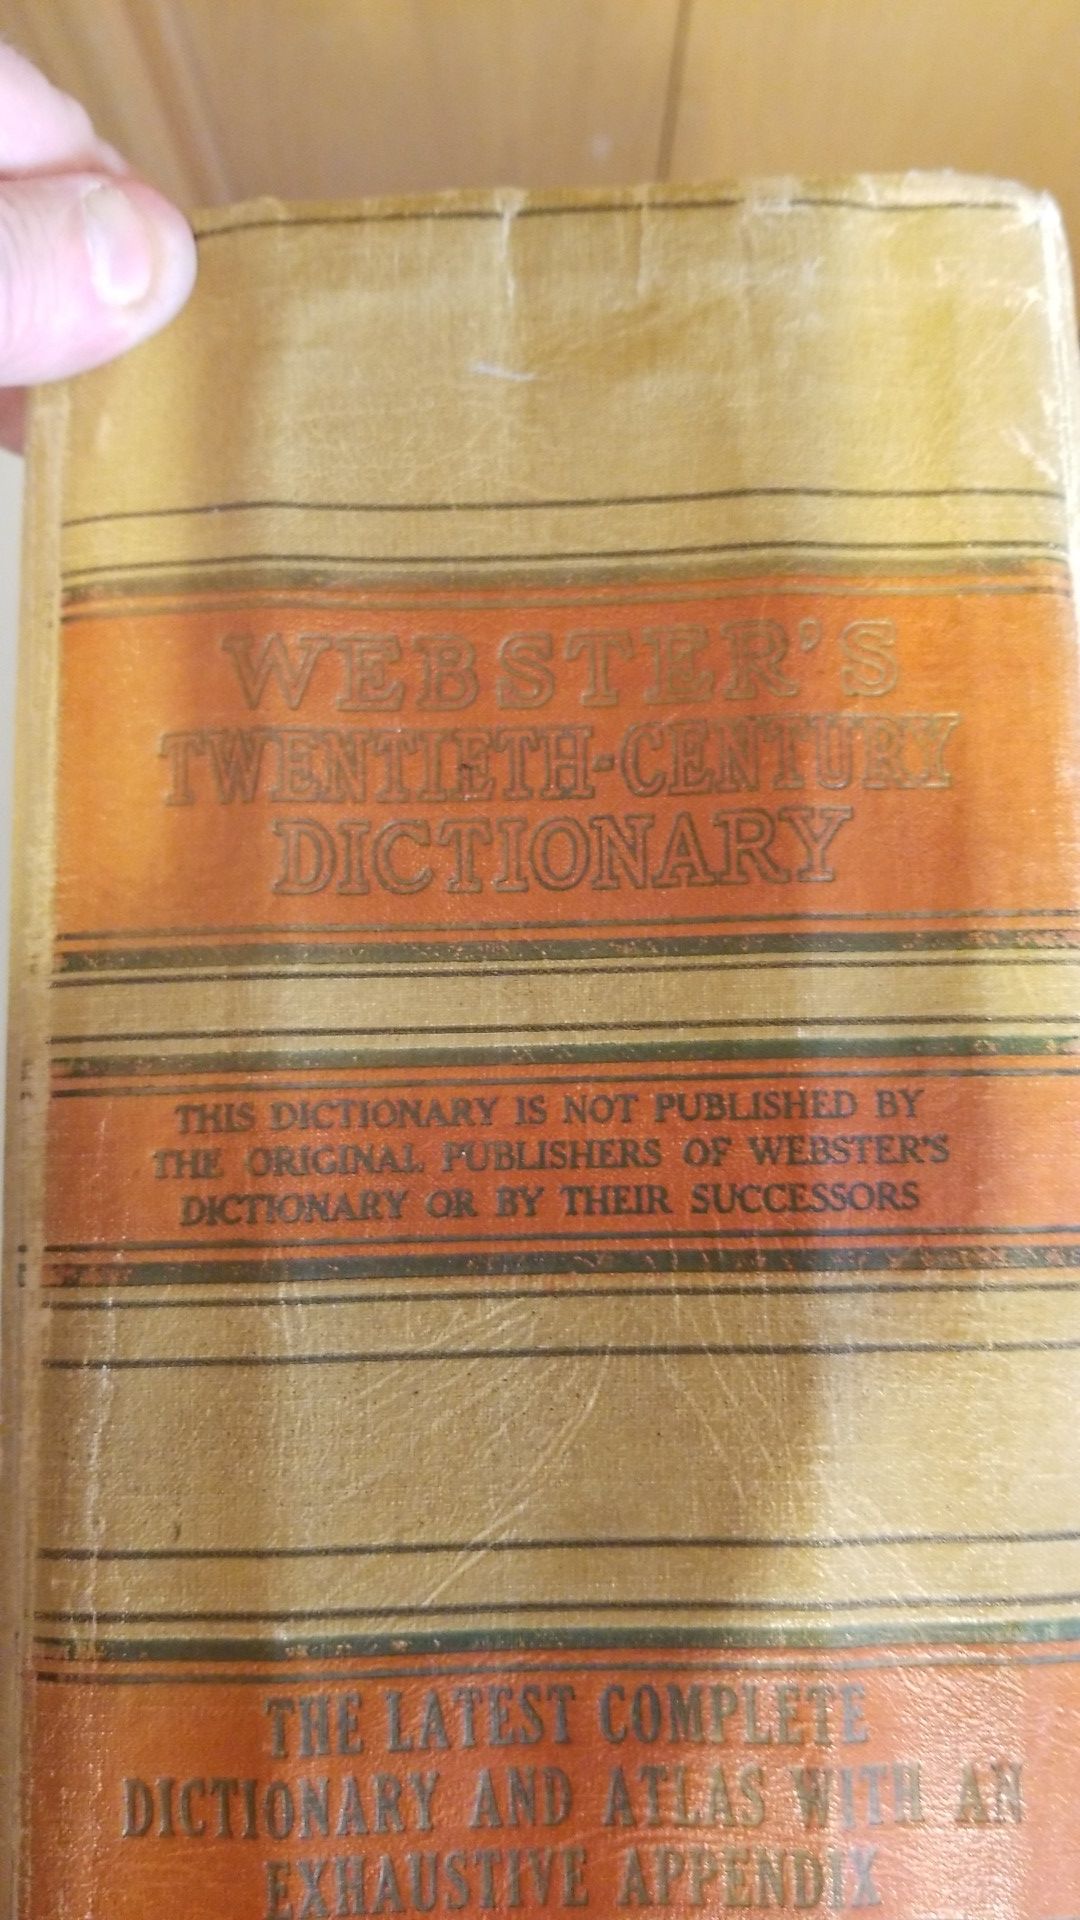 WEBSTER'S
TWENTIETH-CENTURY
DICTIONARY
THIS DICTIONARY IS NOT PUBLISHED BY
THE ORIGINAL PUBLISHERS OF WEBSTER'S
DICTIONARY OR BY THEIR SUCCESSORS
THE LATEST COMPLETE
DICTIONARY AND ATLAS WITH AN
EXHAUSTIVE APPENDIX